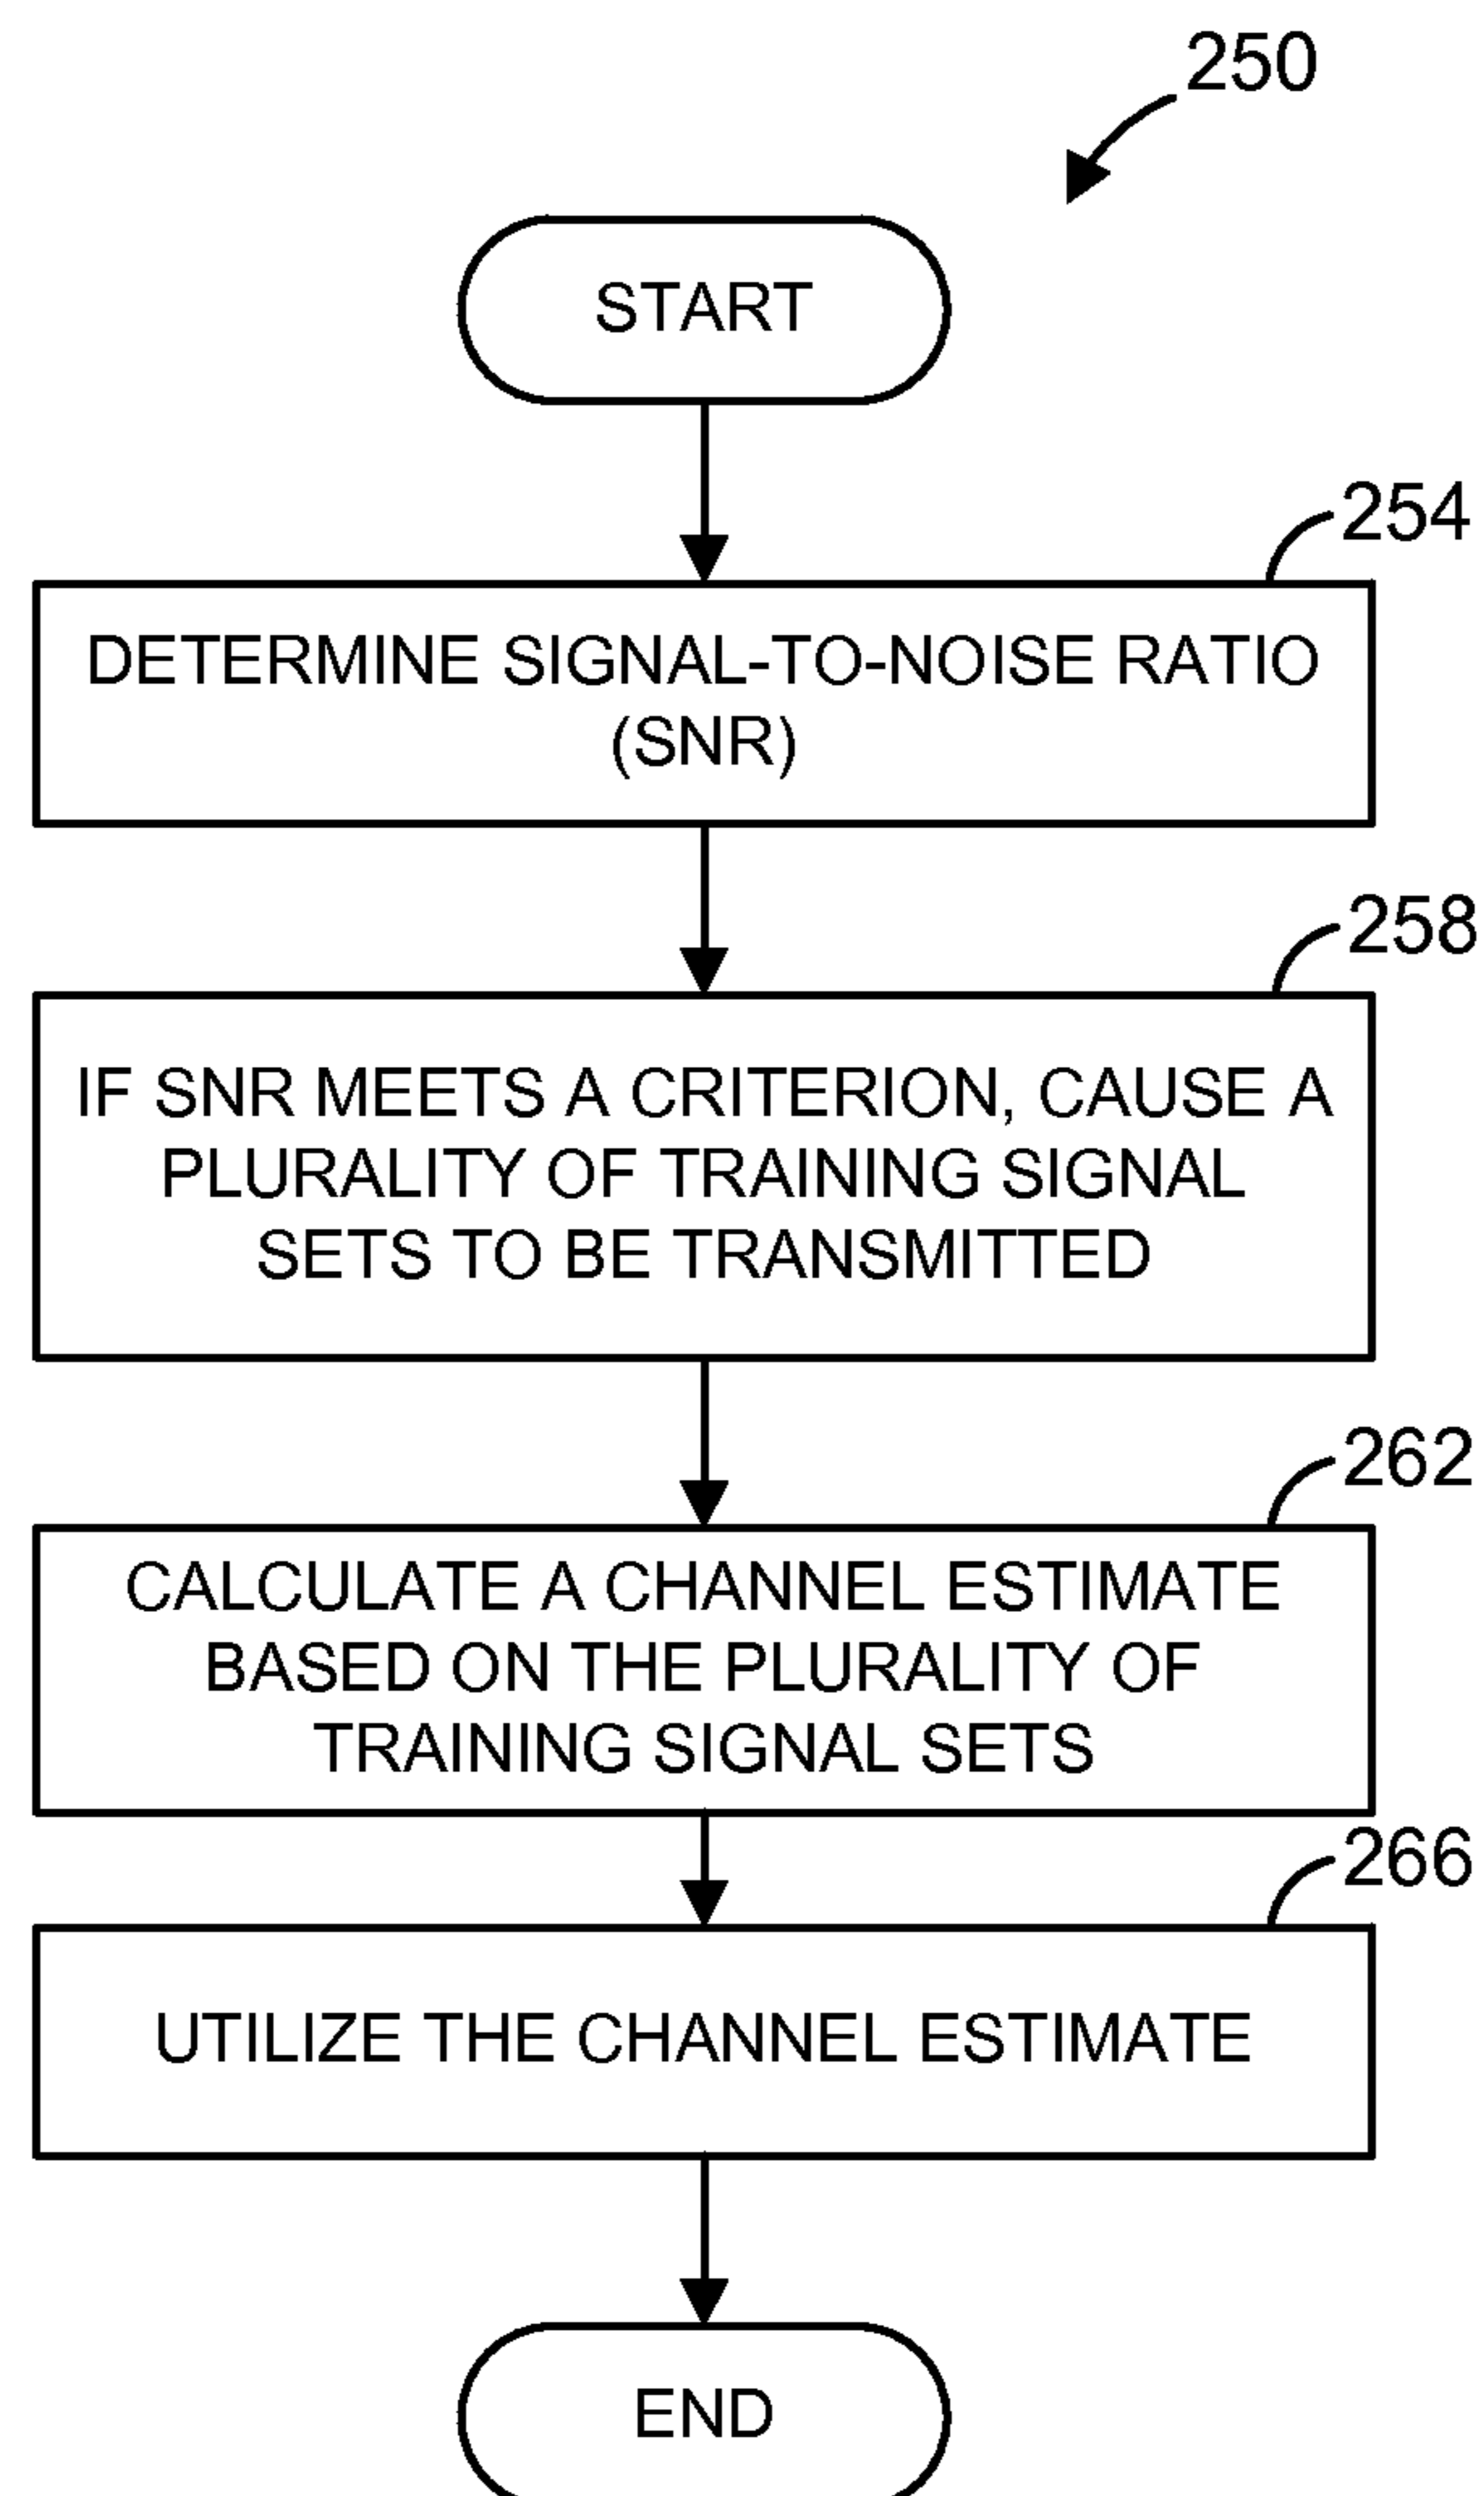 250
START
254
DETERMINE SIGNAL-TO-NOISE RATIO
(SNR)
258
IF SNR MEETS A CRITERION, CAUSE A
PLURALITY OF TRAINING SIGNAL
SETS TO BE TRANSMITTED
262
CALCULATE A CHANNEL ESTIMATE
BASED ON THE PLURALITY OF
TRAINING SIGNAL SETS
266
UTILIZE THE CHANNEL ESTIMATE
END